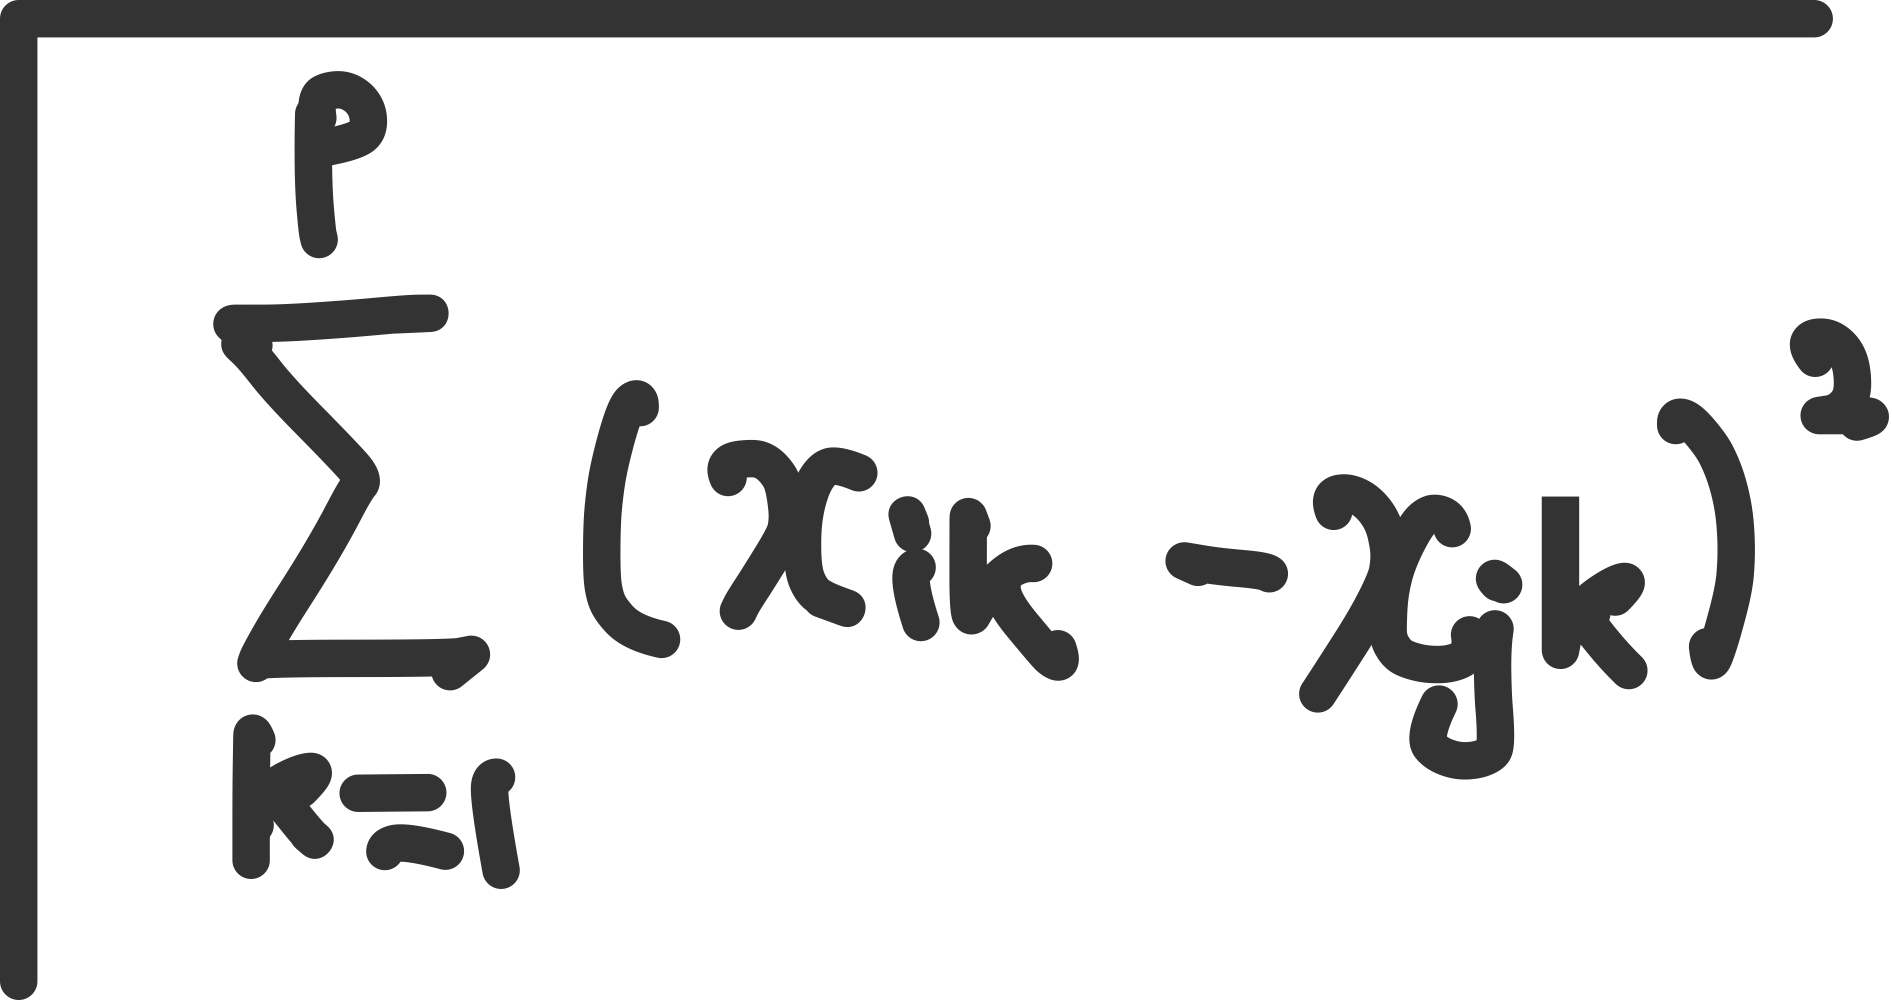 √∑_{k=1}^{p} (x_{ik} - x_{jk})²